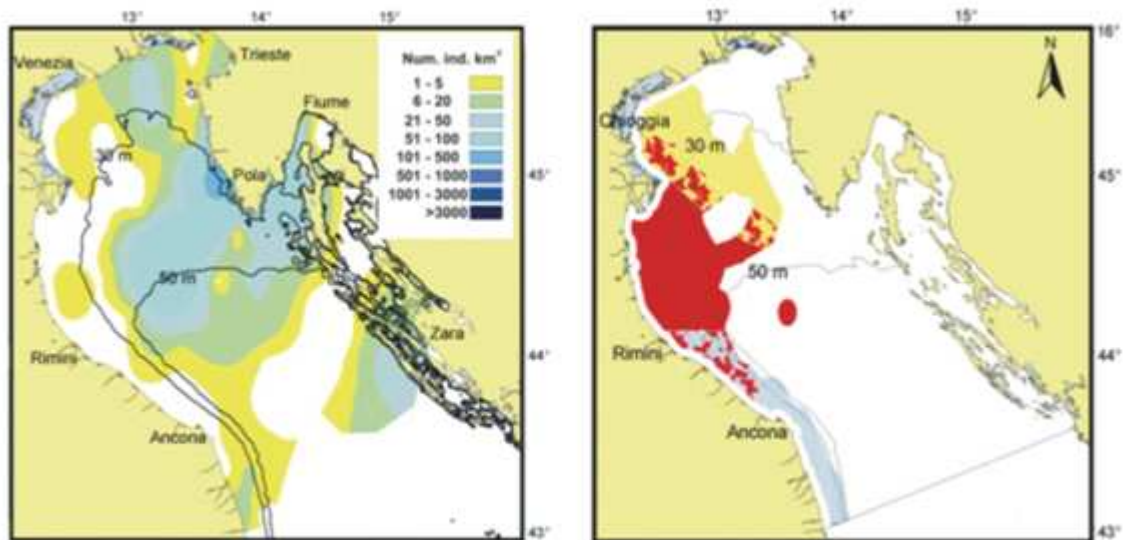 13° 14° 15°
Venezia
Trieste
Num. ind. km²
1 - 5
6 - 20
21 - 50
51 - 100
101 - 500
501 - 1000
1001 - 3000
>3000
Fiume
30 m
Pola
45°
50 m
Zara
Rimini
44°
Ancona
43°
13° 14° 15°
16°
N
Chioggia
30 m
45°
50 m
Rimini
44°
Ancona
43°